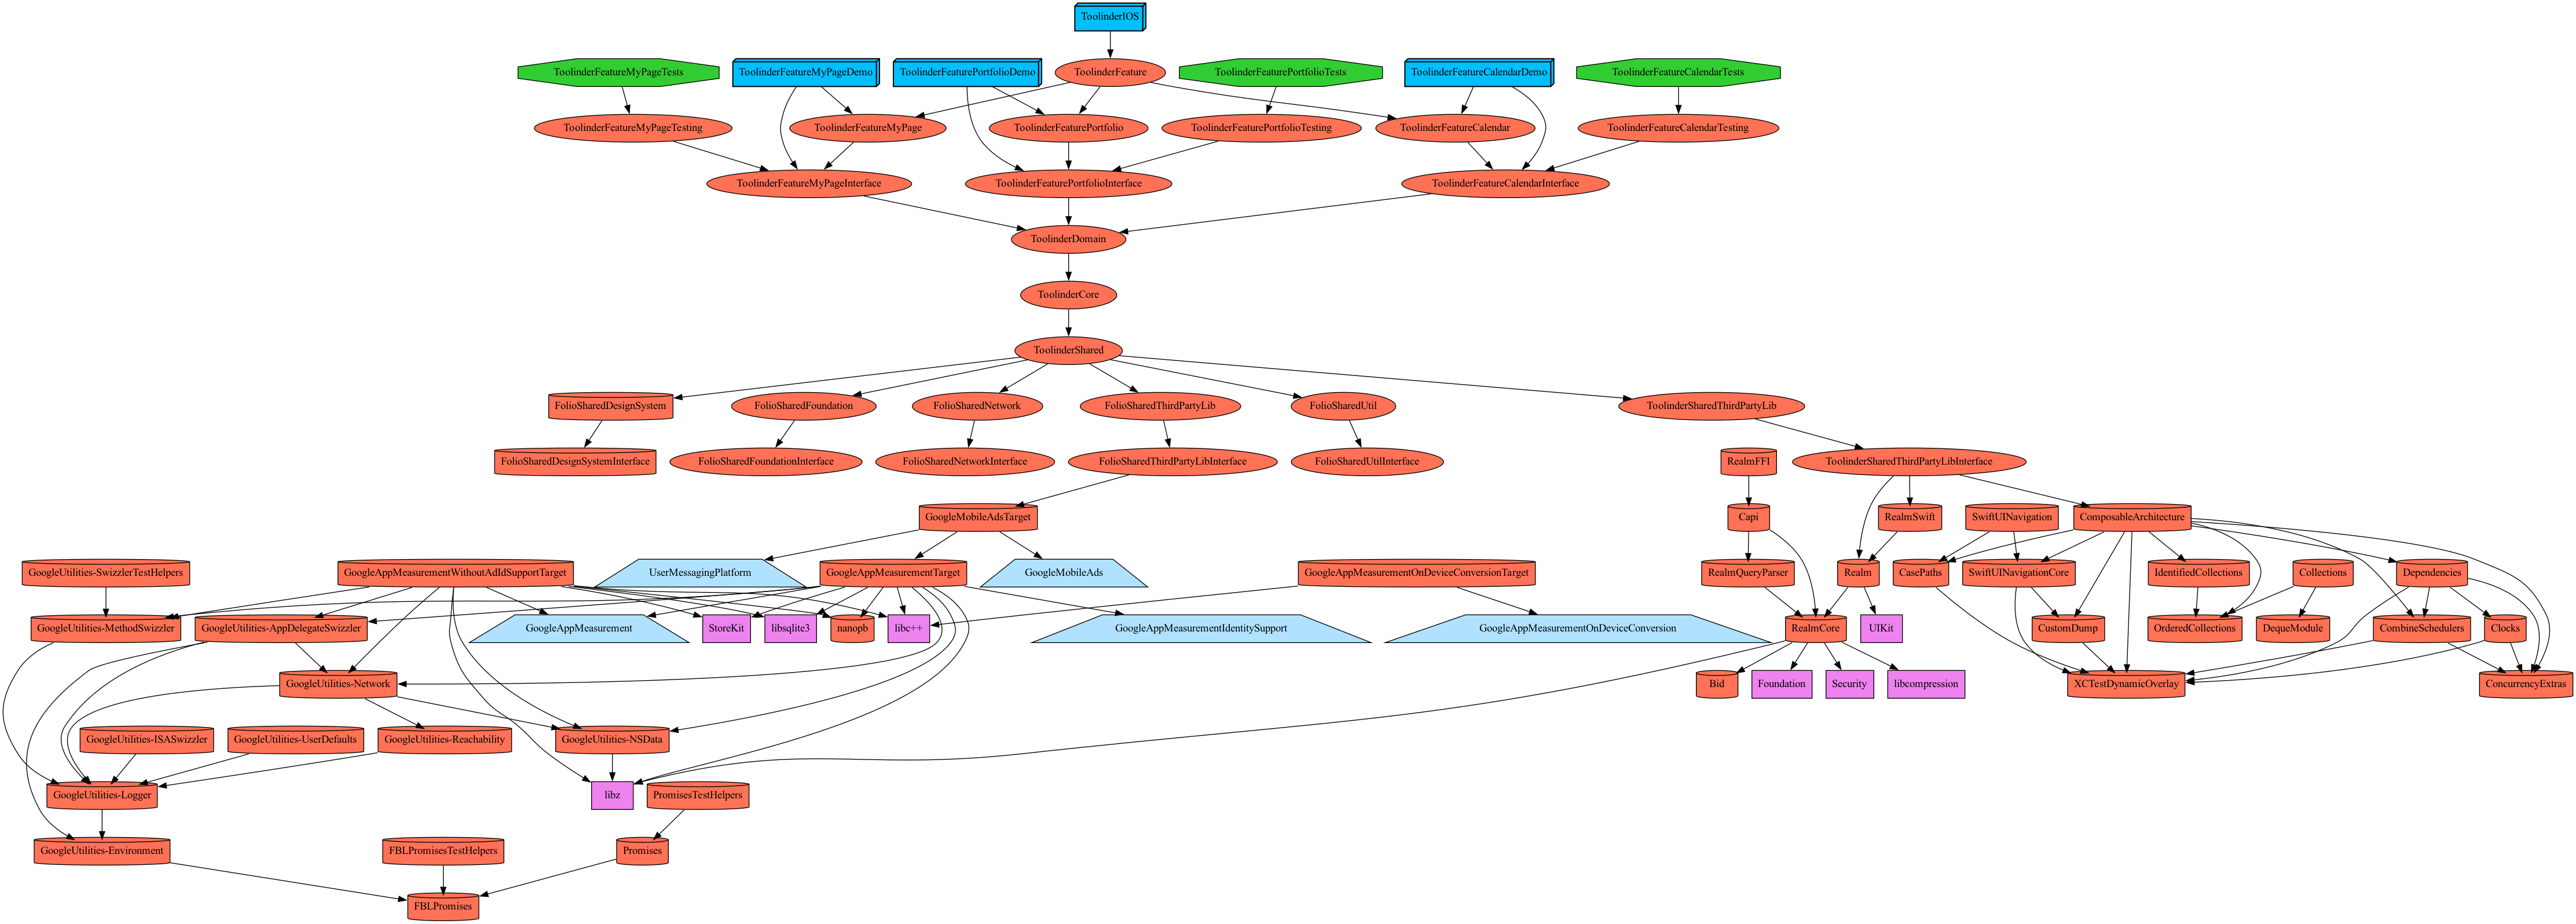 ToolinderIOS
ToolinderFeatureMyPageTests
ToolinderFeatureMyPageDemo
ToolinderFeaturePortfolioDemo
ToolinderFeature
ToolinderFeaturePortfolioTests
ToolinderFeatureCalendarDemo
ToolinderFeatureCalendarTests
ToolinderFeatureMyPageTesting
ToolinderFeatureMyPage
ToolinderFeaturePortfolio
ToolinderFeaturePortfolioTesting
ToolinderFeatureCalendar
ToolinderFeatureCalendarTesting
ToolinderFeatureMyPageInterface
ToolinderFeaturePortfolioInterface
ToolinderFeatureCalendarInterface
ToolinderDomain
ToolinderCore
ToolinderShared
FolioSharedDesignSystem
FolioSharedFoundation
FolioSharedNetwork
FolioSharedThirdPartyLib
FolioSharedUtil
ToolinderSharedThirdPartyLib
FolioSharedDesignSystemInterface
FolioSharedFoundationInterface
FolioSharedNetworkInterface
FolioSharedThirdPartyLibInterface
FolioSharedUtilInterface
RealmFFI
ToolinderSharedThirdPartyLibInterface
GoogleMobileAdsTarget
Capi
RealmSwift
SwiftUINavigation
ComposableArchitecture
GoogleUtilities-SwizzlerTestHelpers
GoogleAppMeasurementWithoutAdIdSupportTarget
UserMessagingPlatform
GoogleAppMeasurementTarget
GoogleMobileAds
GoogleAppMeasurementOnDeviceConversionTarget
RealmQueryParser
Realm
CasePaths
SwiftUINavigationCore
IdentifiedCollections
Collections
Dependencies
GoogleUtilities-MethodSwizzler
GoogleUtilities-AppDelegateSwizzler
GoogleAppMeasurement
StoreKit
libsqlite3
nanopb
libc++
GoogleAppMeasurementIdentitySupport
GoogleAppMeasurementOnDeviceConversion
RealmCore
UIKit
CustomDump
OrderedCollections
DequeModule
CombineSchedulers
Clocks
GoogleUtilities-Network
Bid
Foundation
Security
libcompression
XCTestDynamicOverlay
ConcurrencyExtras
GoogleUtilities-ISASwizzler
GoogleUtilities-UserDefaults
GoogleUtilities-Reachability
GoogleUtilities-NSData
GoogleUtilities-Logger
libz
PromisesTestHelpers
GoogleUtilities-Environment
FBLPromisesTestHelpers
Promises
FBLPromises